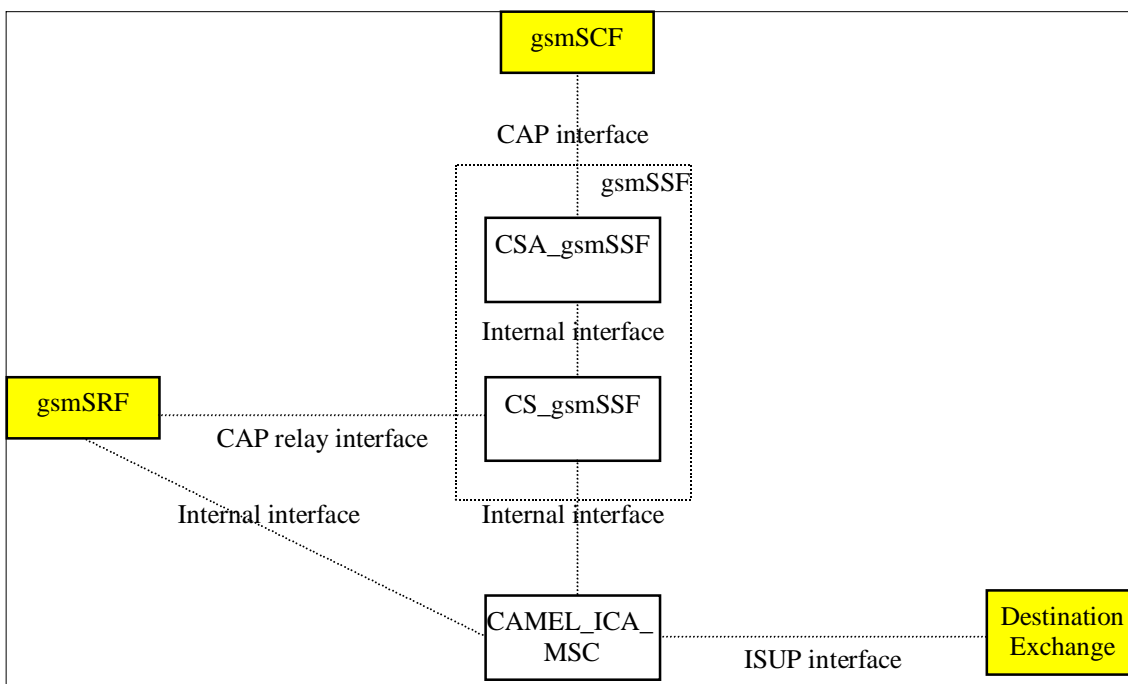 gsmSCF
CAP interface
gsmSSF
CSA_gsmSSF
Internal interface
gsmSRF
CS_gsmSSF
CAP relay interface
Internal interface
Internal interface
CAMEL_ICA_
MSC
Destination
Exchange
ISUP interface